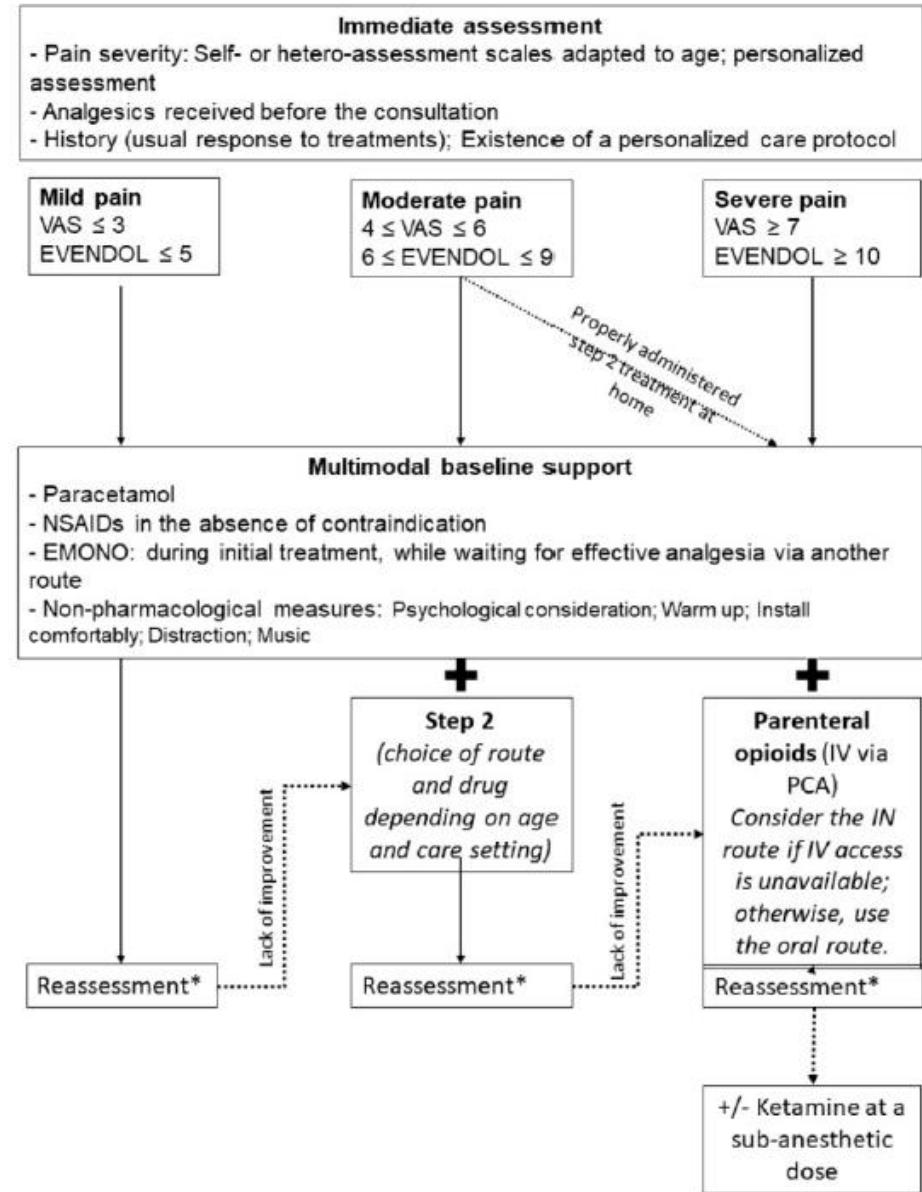 Immediate assessment
- Pain severity: Self- or hetero-assessment scales adapted to age; personalized
assessment
- Analgesics received before the consultation
- History (usual response to treatments); Existence of a personalized care protocol
Mild pain
VAS ≤ 3
EVENDOL ≤ 5
Moderate pain
4 ≤ VAS ≤ 6
6 ≤ EVENDOL ≤ 9
Severe pain
VAS ≥ 7
EVENDOL ≥ 10
Properly administered
step 2 treatment at
home
Multimodal baseline support
- Paracetamol
- NSAIDs in the absence of contraindication
- EMONO: during initial treatment, while waiting for effective analgesia via another
route
- Non-pharmacological measures: Psychological consideration; Warm up; Install
comfortably; Distraction; Music
Step 2
(choice of route
and drug
depending on age
and care setting)
Parenteral
opioids (IV via
PCA)
Consider the IN
route if IV access
is unavailable;
otherwise, use
the oral route.
Lack of improvement
Lack of improvement
Reassessment*
Reassessment*
Reassessment*
+/- Ketamine at a
sub-anesthetic
dose